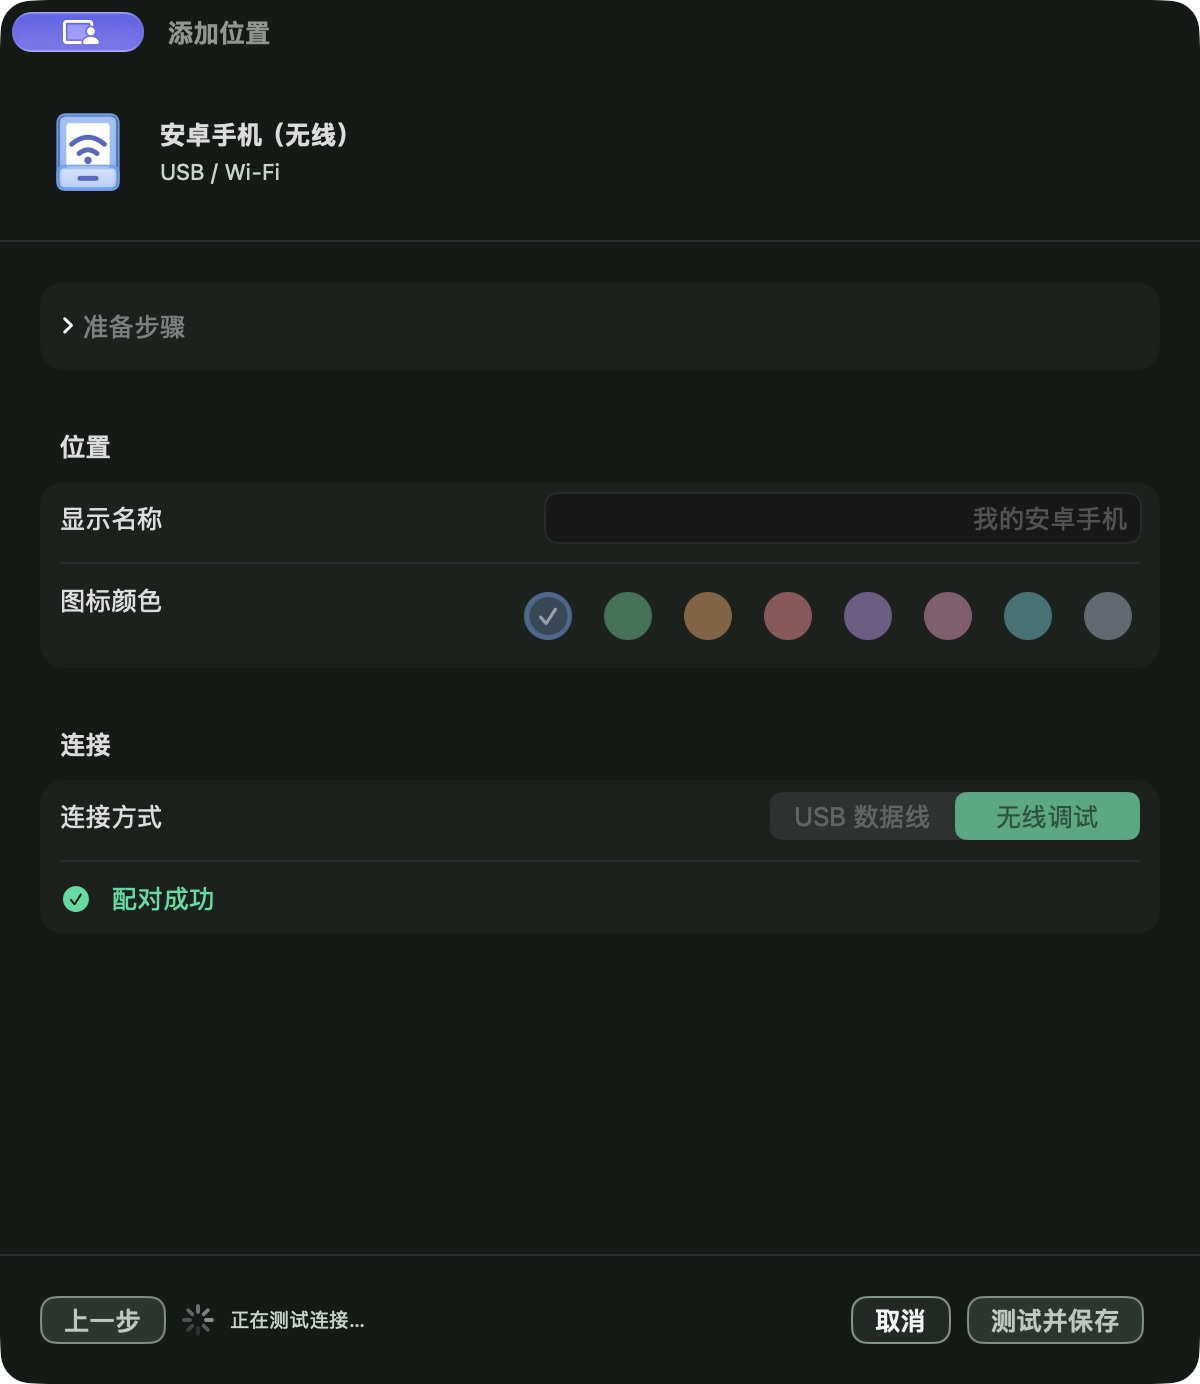 添加位置
安卓手机（无线）
USB / Wi-Fi
准备步骤
位置
显示名称
我的安卓手机
图标颜色
连接
连接方式
USB 数据线
无线调试
配对成功
上一步
正在测试连接...
取消
测试并保存